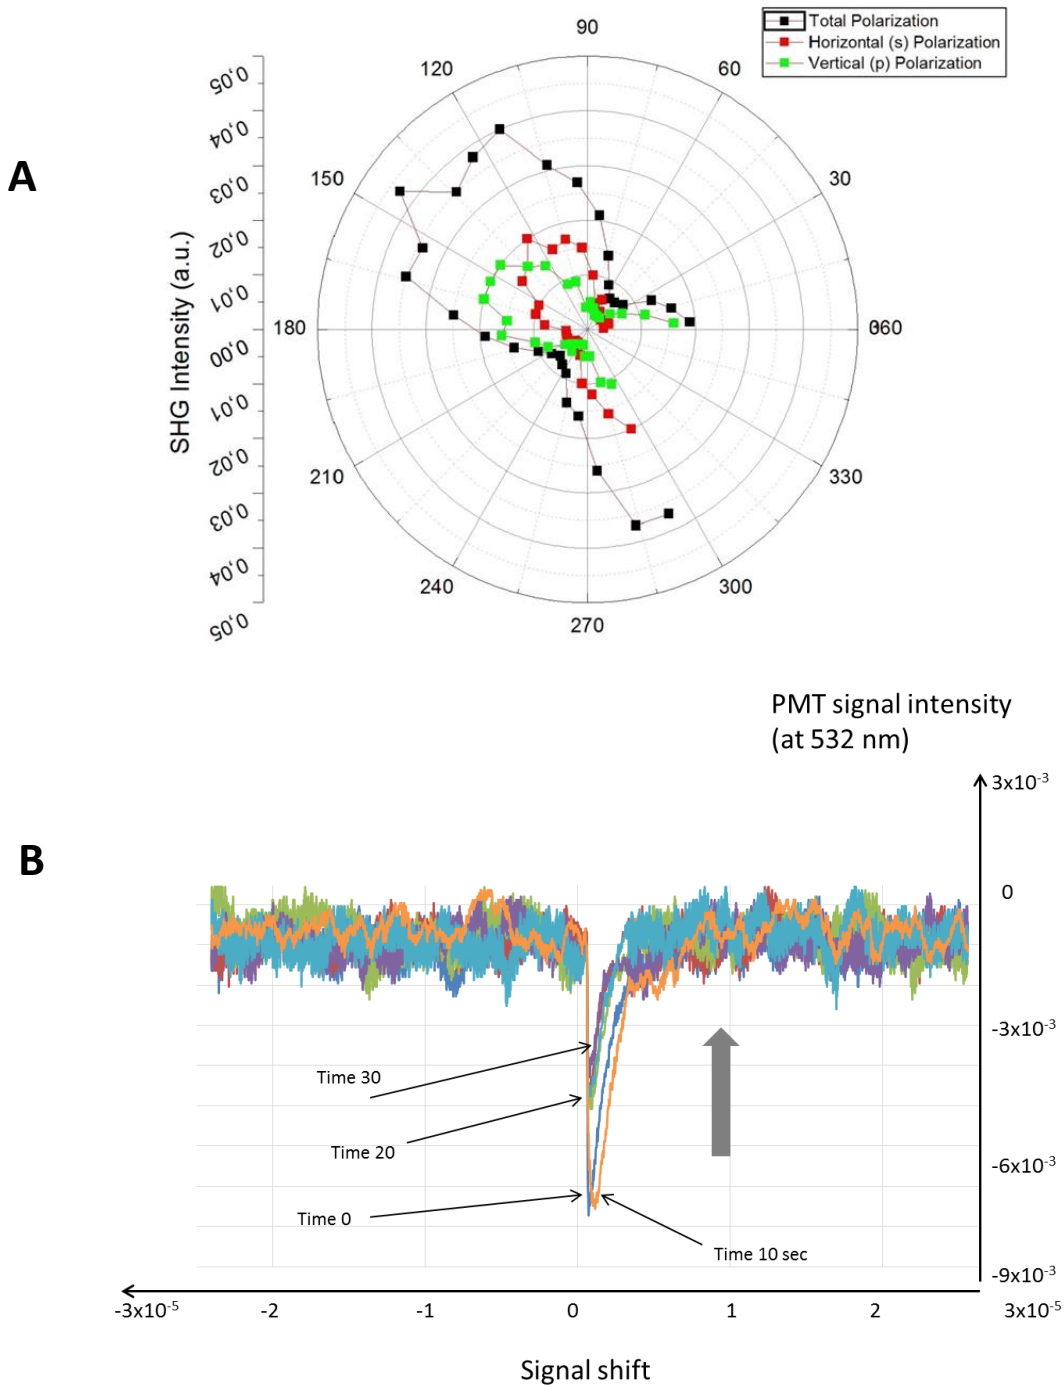 Total Polarization
Horizontal (s) Polarization
Vertical (p) Polarization
A
90
120
60
150
30
180
060
210
330
240
300
270
SHG Intensity (a.u.)
0,05
0,04
0,03
0,02
0,01
0,00
0,01
0,02
0,03
0,04
0,05
PMT signal intensity
(at 532 nm)
B
3x10⁻³
0
-3x10⁻³
-6x10⁻³
-9x10⁻³
Time 30
Time 20
Time 0
Time 10 sec
-3x10⁻⁵ -2 -1 0 1 2 3x10⁻⁵
Signal shift